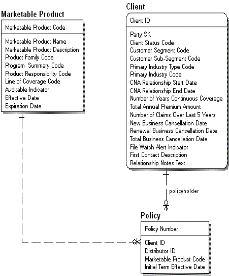 Marketable Product
Marketable Product Code
Marketable Product Name
Marketable Product Description
Product Family Code
Program Summary Code
Product Responsibility Code
Line of Coverage Code
Available Indicator
Effective Date
Expiration Date
Client
Client ID
Party SK
Client Status Code
Customer Segment Code
Customer Sub-Segment Code
Primary Industry Type Code
Primary Industry Code
CNA Relationship Start Date
CNA Relationship End Date
Number of Years Continuous Coverage
Total Annual Premium Amount
Number of Claims Over Last 5 Years
New Business Cancellation Date
Renewal Business Cancellation Date
Total Business Cancellation Date
File Watch Alert Indicator
First Contact Description
Relationship Notes Text
policyholder
Policy
Policy Number
Client ID
Distributor ID
Marketable Product Code
Initial Term Effective Date